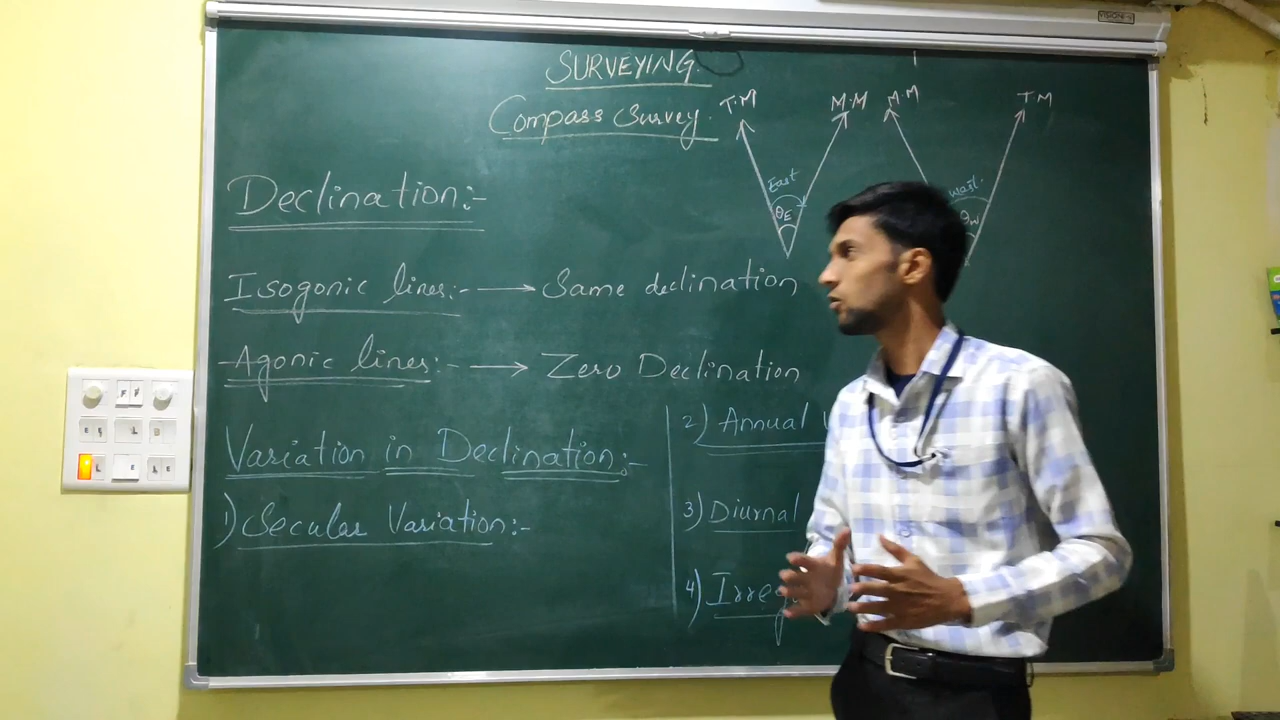 SURVEYING
Compass Survey.
T.M
M.M
M.M
T.M
East
θE
West.
θW
Declination:-
Isogonic lines:- → Same declination
Agonic lines:- → Zero Declination
Variation in Declination:-
1) Secular Variation:-
2) Annual
3) Diurnal
4) Irreg
VISION